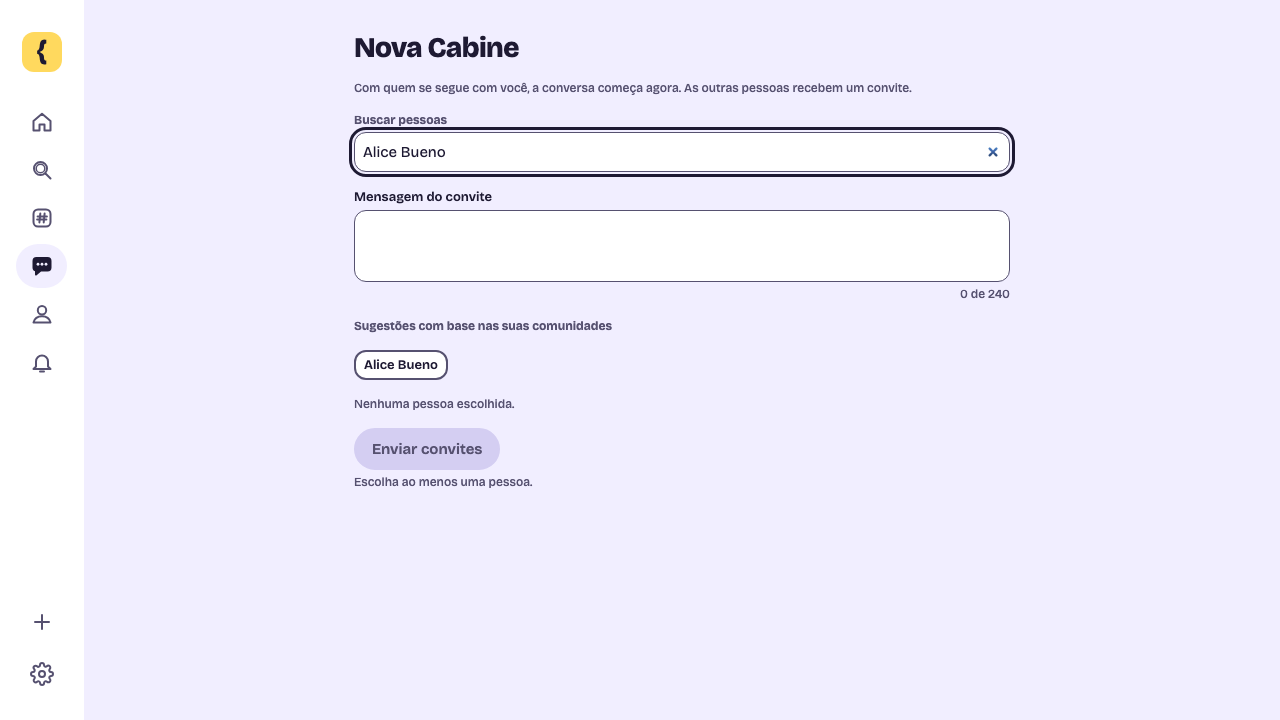 {
Nova Cabine
Com quem se segue com você, a conversa começa agora. As outras pessoas recebem um convite.
Buscar pessoas
Alice Bueno
Mensagem do convite
0 de 240
Sugestões com base nas suas comunidades
Alice Bueno
Nenhuma pessoa escolhida.
Enviar convites
Escolha ao menos uma pessoa.